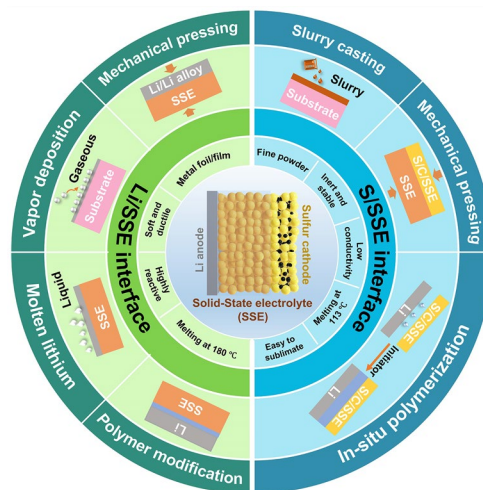 Mechanical pressing
Slurry casting
Vapor deposition
Mechanical pressing
Molten lithium
Polymer modification
In-situ polymerization
Li/Li alloy
SSE
Slurry
Substrate
Gaseous
Substrate
SSE
S/C/SSE
Liquid
SSE
SSE
Li
Li
S/C/SSE
Initiator
Li
S/C/SSE
Li/SSE interface
S/SSE interface
Metal foil/film
Soft and
ductile
Highly
reactive
Melting at 180 °C
Fine powder
Inert and
stable
Low
conductivity
Melting at
113 °C
Easy to
sublimate
Li anode
Sulfur cathode
Solid-State electrolyte
(SSE)